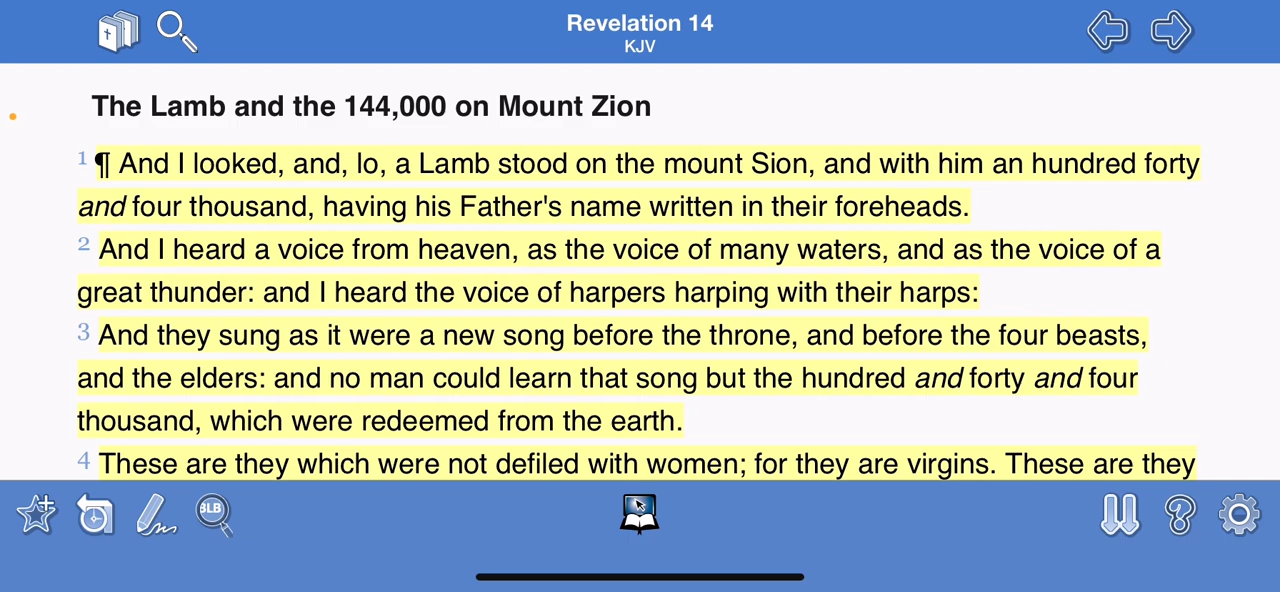 Revelation 14
KJV
The Lamb and the 144,000 on Mount Zion
1 ¶ And I looked, and, lo, a Lamb stood on the mount Sion, and with him an hundred forty
and four thousand, having his Father's name written in their foreheads.
2 And I heard a voice from heaven, as the voice of many waters, and as the voice of a
great thunder: and I heard the voice of harpers harping with their harps:
3 And they sung as it were a new song before the throne, and before the four beasts,
and the elders: and no man could learn that song but the hundred and forty and four
thousand, which were redeemed from the earth.
4 These are they which were not defiled with women; for they are virgins. These are they
BLB